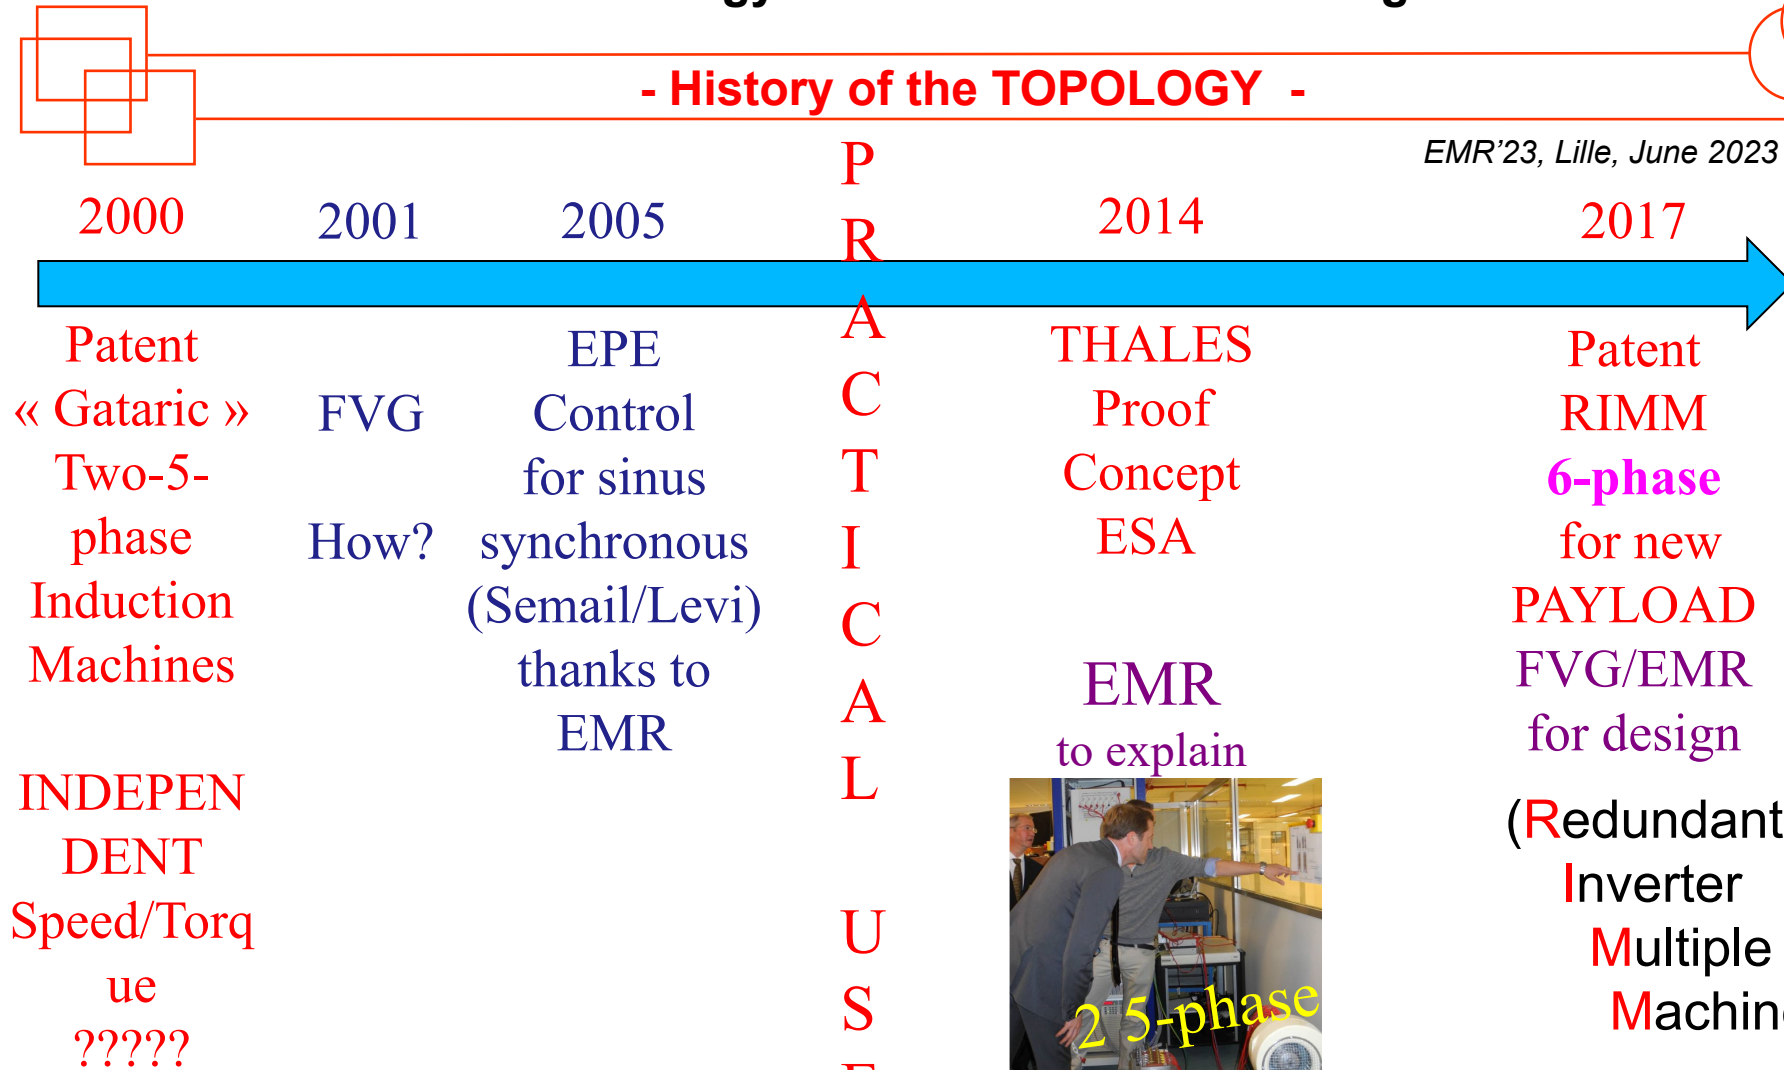 - History of the TOPOLOGY -
EMR’23, Lille, June 2023
2000
2001
2005
2014
2017
Patent
« Gataric »
Two-5-
phase
Induction
Machines
INDEPEN
DENT
Speed/Torq
ue
?????
FVG
How?
EPE
Control
for sinus
synchronous
(Semail/Levi)
thanks to
EMR
P
R
A
C
T
I
C
A
L
U
S
THALES
Proof
Concept
ESA
EMR
to explain
2 5-phase
Patent
RIMM
6-phase
for new
PAYLOAD
FVG/EMR
for design
(Redundant
Inverter
Multiple